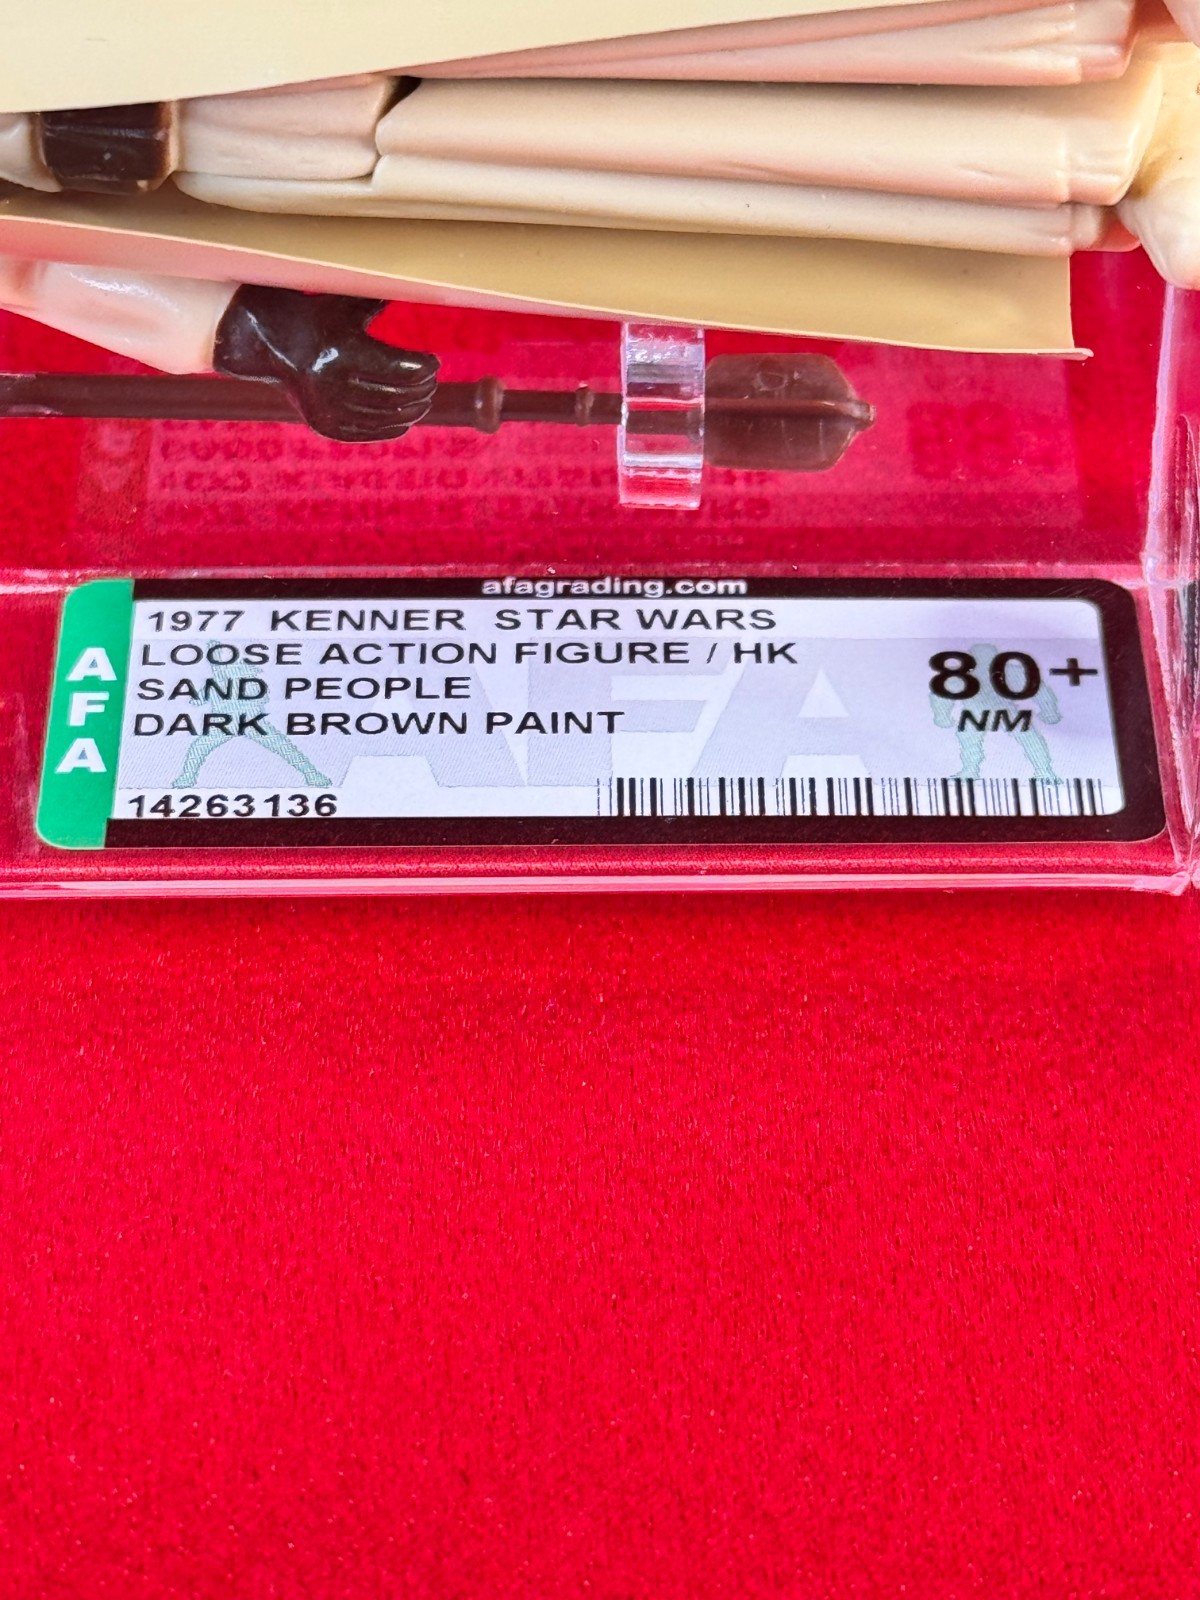 afagrading.com
AFA
1977 KENNER STAR WARS
LOOSE ACTION FIGURE / HK
SAND PEOPLE
DARK BROWN PAINT
80+
NM
14263136